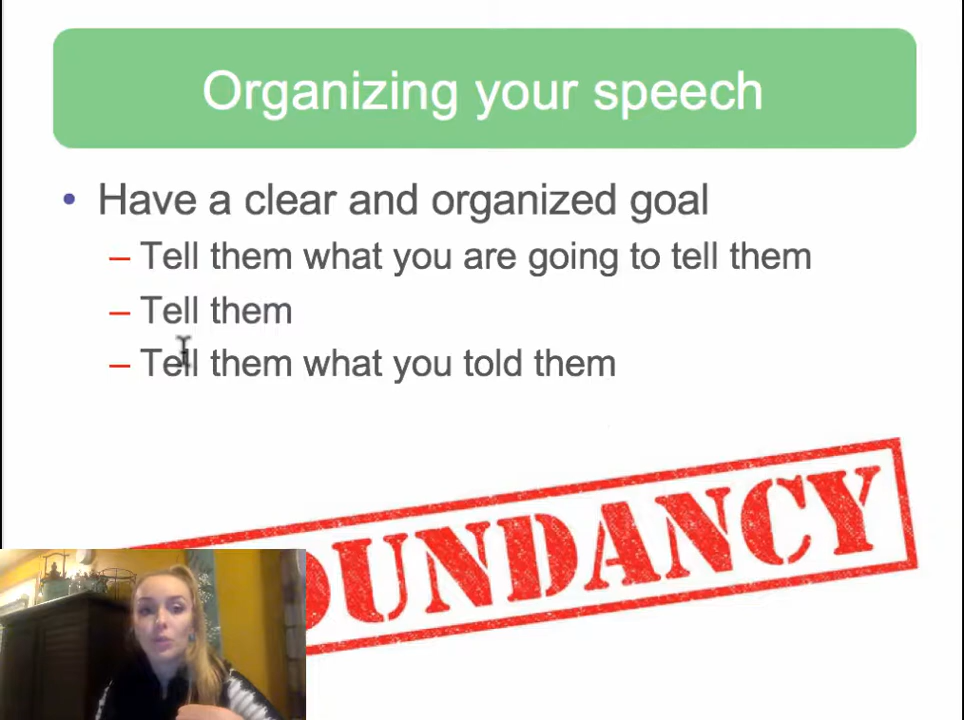 Organizing your speech
• Have a clear and organized goal
– Tell them what you are going to tell them
– Tell them
– Tell them what you told them
DUNDANCY